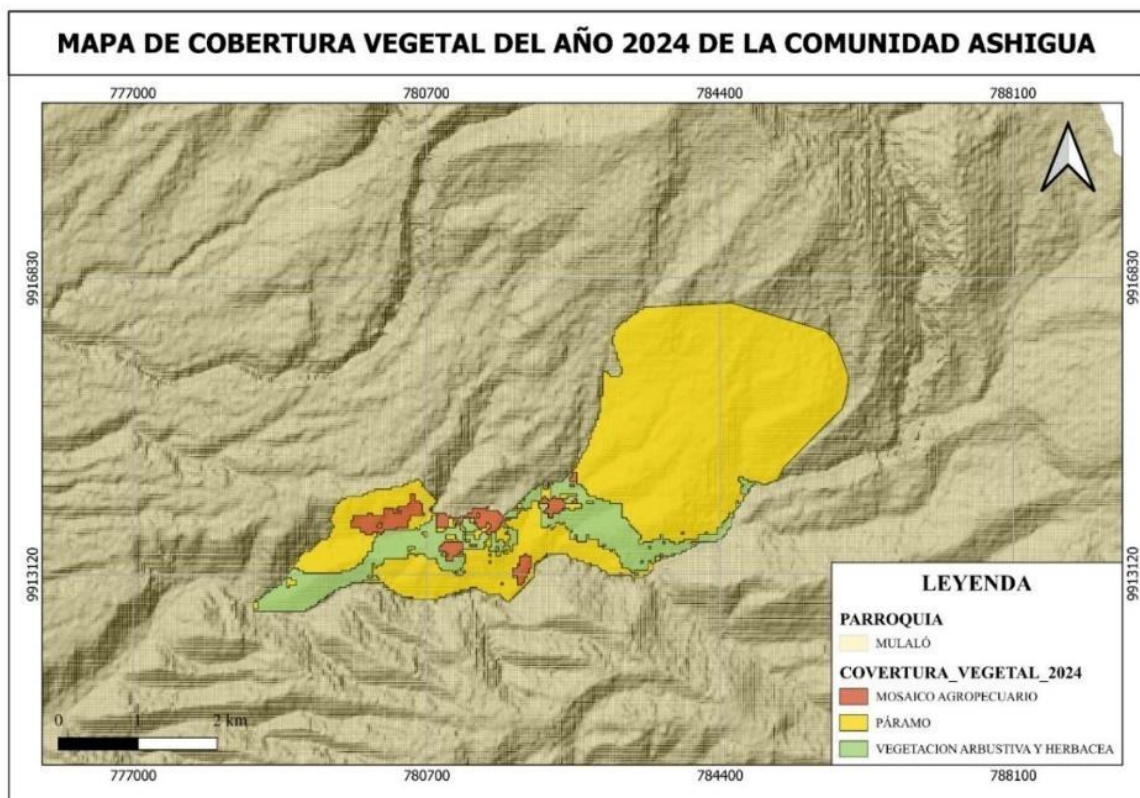 MAPA DE COBERTURA VEGETAL DEL AÑO 2024 DE LA COMUNIDAD ASHIGUA
777000 780700 784400 788100
9916830 9916830
9913120 9913120
LEYENDA
PARROQUIA
MULALÓ
COVERTURA_VEGETAL_2024
MOSAICO AGROPECUARIO
PÁRAMO
VEGETACION ARBUSTIVA Y HERBACEA
0 1 2 km
777000 780700 784400 788100